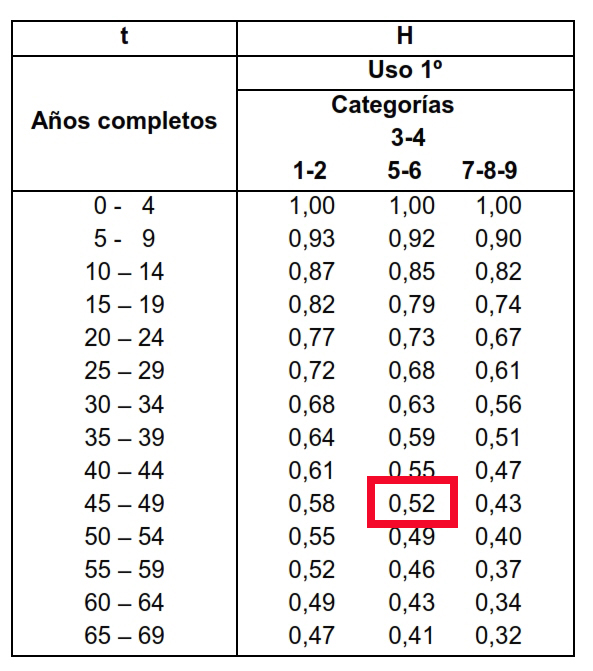 t H
Uso 1º
Años completos
Categorías
3-4
1-2 5-6 7-8-9
0 - 4 1,00 1,00 1,00
5 - 9 0,93 0,92 0,90
10 – 14 0,87 0,85 0,82
15 – 19 0,82 0,79 0,74
20 – 24 0,77 0,73 0,67
25 – 29 0,72 0,68 0,61
30 – 34 0,68 0,63 0,56
35 – 39 0,64 0,59 0,51
40 – 44 0,61 0,55 0,47
45 – 49 0,58 0,52 0,43
50 – 54 0,55 0,49 0,40
55 – 59 0,52 0,46 0,37
60 – 64 0,49 0,43 0,34
65 – 69 0,47 0,41 0,32